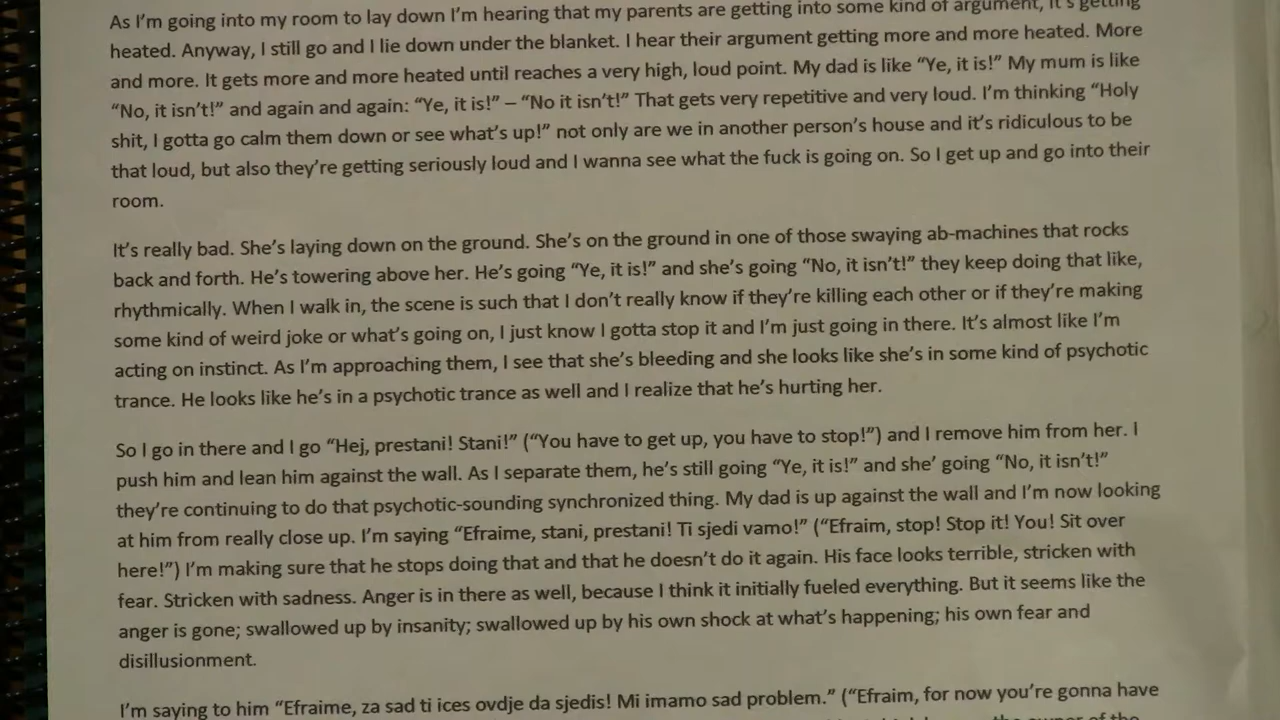 As I’m going into my room to lay down I’m hearing that my parents are getting into some kind of argument, it’s getting
heated. Anyway, I still go and I lie down under the blanket. I hear their argument getting more and more heated. More
and more. It gets more and more heated until reaches a very high, loud point. My dad is like “Ye, it is!” My mum is like
“No, it isn’t!” and again and again: “Ye, it is!” – “No it isn’t!” That gets very repetitive and very loud. I’m thinking “Holy
shit, I gotta go calm them down or see what’s up!” not only are we in another person’s house and it’s ridiculous to be
that loud, but also they’re getting seriously loud and I wanna see what the fuck is going on. So I get up and go into their
room.
It’s really bad. She’s laying down on the ground. She’s on the ground in one of those swaying ab-machines that rocks
back and forth. He’s towering above her. He’s going “Ye, it is!” and she’s going “No, it isn’t!” they keep doing that like,
rhythmically. When I walk in, the scene is such that I don’t really know if they’re killing each other or if they’re making
some kind of weird joke or what’s going on, I just know I gotta stop it and I’m just going in there. It’s almost like I’m
acting on instinct. As I’m approaching them, I see that she’s bleeding and she looks like she’s in some kind of psychotic
trance. He looks like he’s in a psychotic trance as well and I realize that he’s hurting her.
So I go in there and I go “Hej, prestani! Stani!” (“You have to get up, you have to stop!”) and I remove him from her. I
push him and lean him against the wall. As I separate them, he’s still going “Ye, it is!” and she’ going “No, it isn’t!”
they’re continuing to do that psychotic-sounding synchronized thing. My dad is up against the wall and I’m now looking
at him from really close up. I’m saying “Efraime, stani, prestani! Ti sjedi vamo!” (“Efraim, stop! Stop it! You! Sit over
here!”) I’m making sure that he stops doing that and that he doesn’t do it again. His face looks terrible, stricken with
fear. Stricken with sadness. Anger is in there as well, because I think it initially fueled everything. But it seems like the
anger is gone; swallowed up by insanity; swallowed up by his own shock at what’s happening; his own fear and
disillusionment.
I’m saying to him “Efraime, za sad ti ices ovdje da sjedis! Mi imamo sad problem.” (“Efraim, for now you’re gonna have
the owner of the